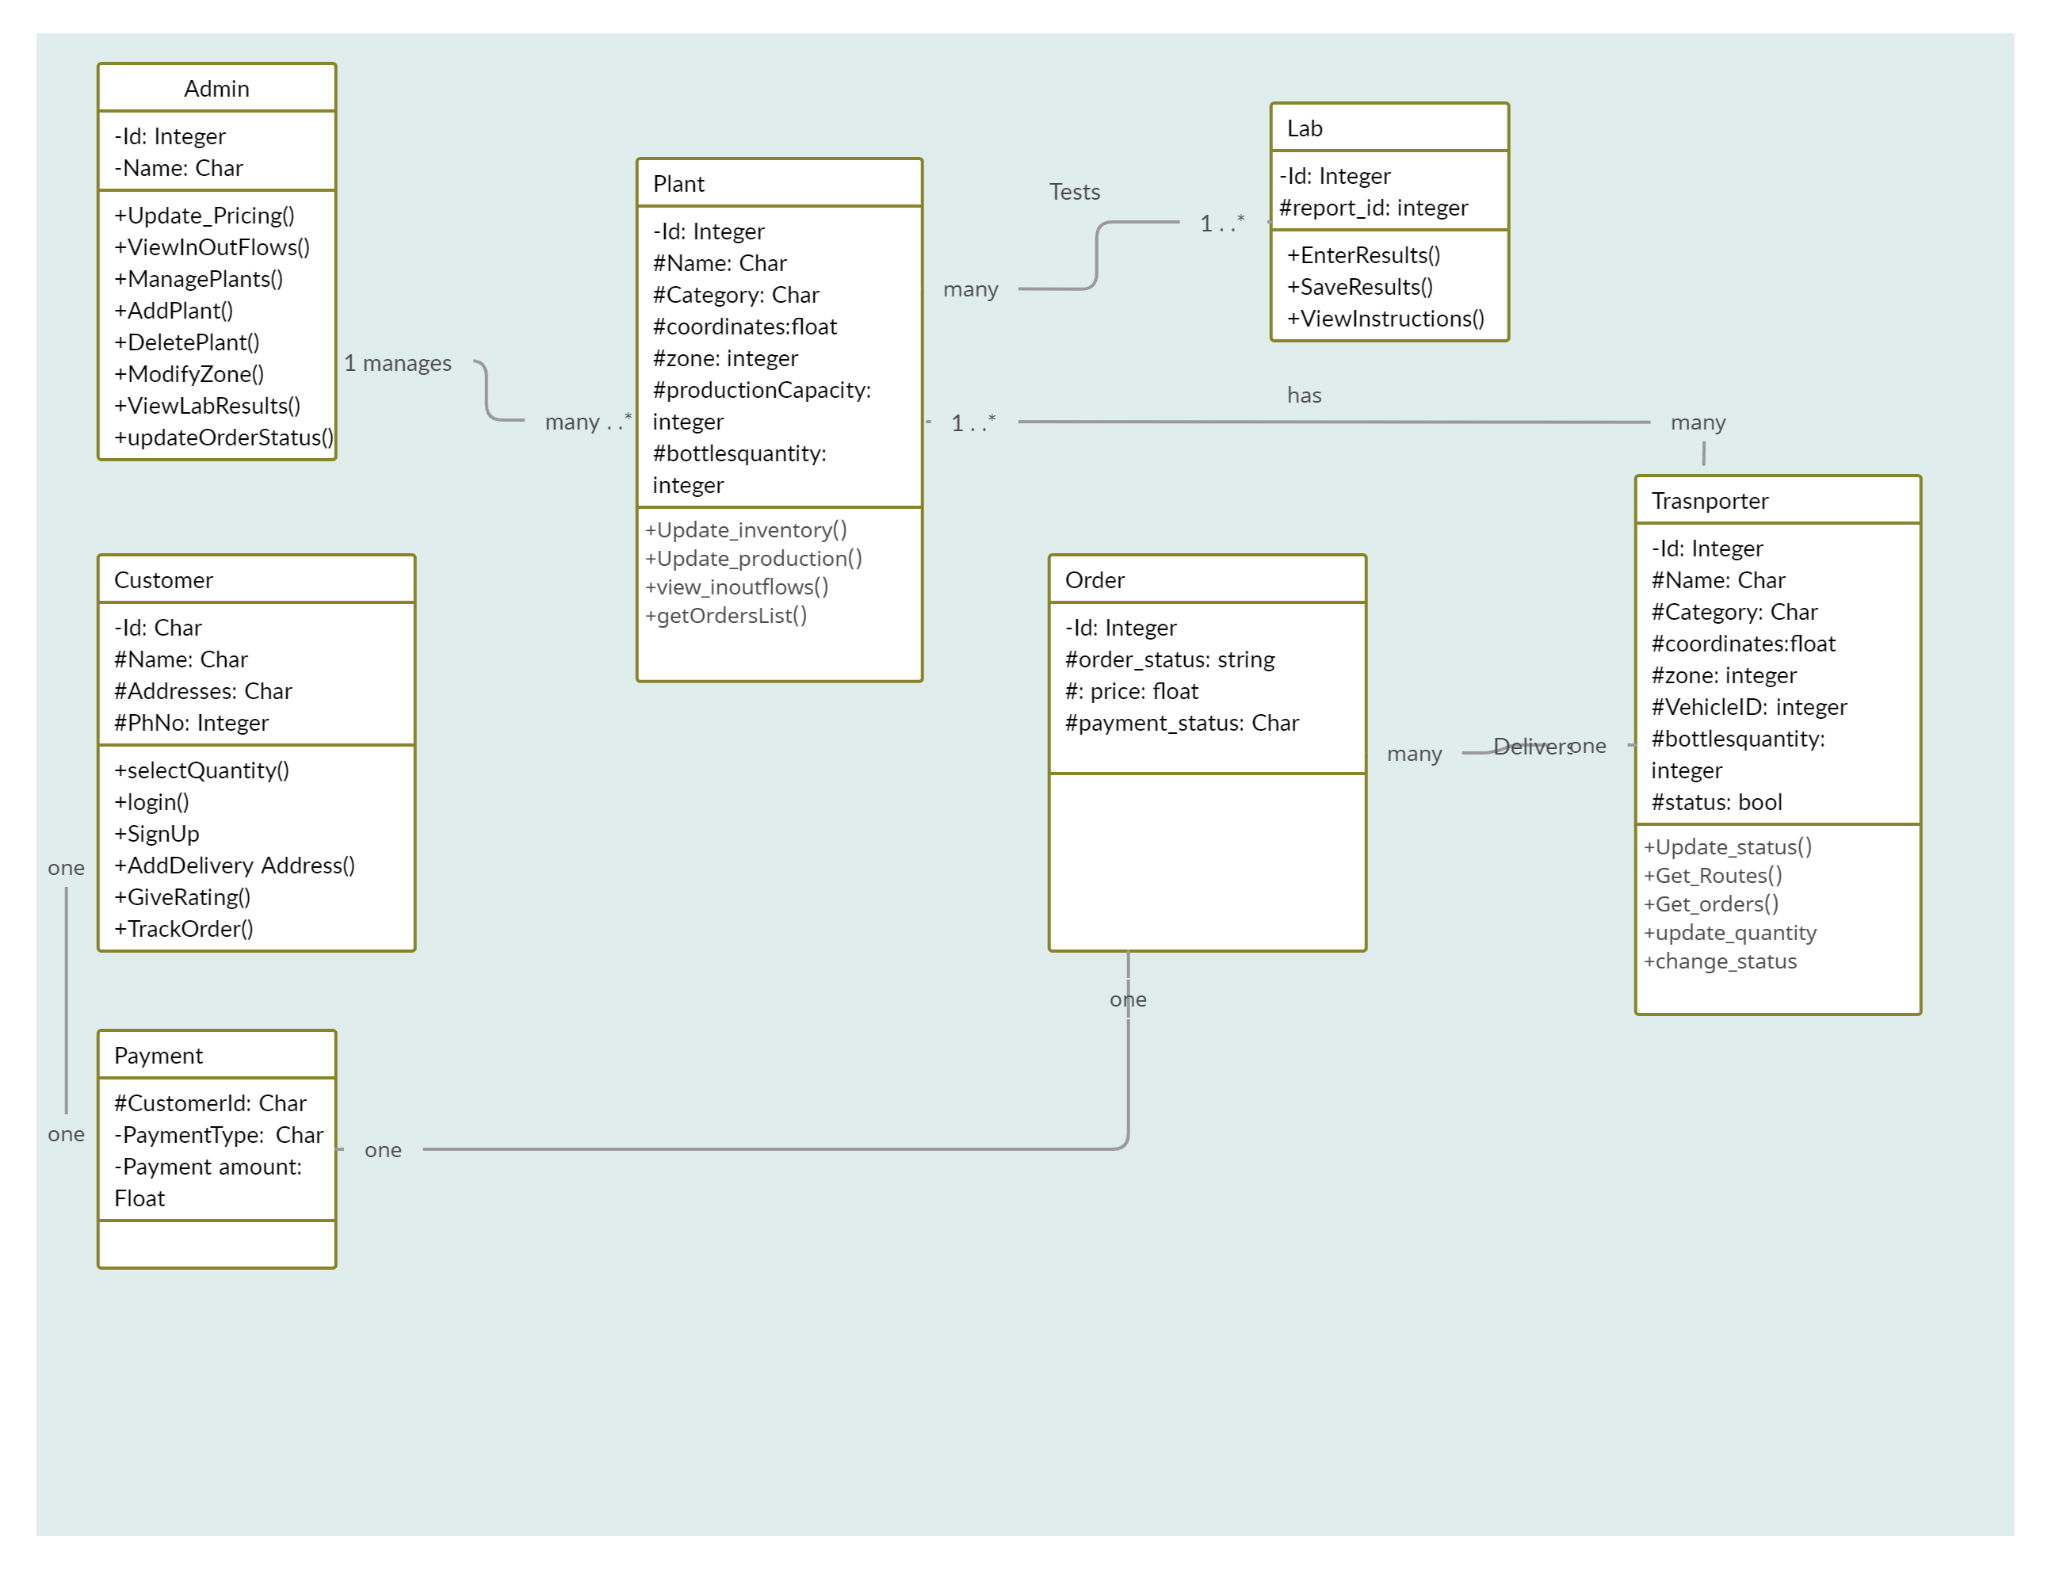 Admin
-Id: Integer
-Name: Char
+Update_Pricing()
+ViewInOutFlows()
+ManagePlants()
+AddPlant()
+DeletePlant()
+ModifyZone()
+ViewLabResults()
+updateOrderStatus()
1 manages
many . .*
Plant
-Id: Integer
#Name: Char
#Category: Char
#coordinates:float
#zone: integer
#productionCapacity:
integer
#bottlesquantity:
integer
+Update_inventory()
+Update_production()
+view_inoutflows()
+getOrdersList()
Tests
many
1 . .*
Lab
-Id: Integer
#report_id: integer
+EnterResults()
+SaveResults()
+ViewInstructions()
has
1 . .*
many
Trasnporter
-Id: Integer
#Name: Char
#Category: Char
#coordinates:float
#zone: integer
#VehicleID: integer
#bottlesquantity:
integer
#status: bool
+Update_status()
+Get_Routes()
+Get_orders()
+update_quantity
+change_status
Customer
-Id: Char
#Name: Char
#Addresses: Char
#PhNo: Integer
+selectQuantity()
+login()
+SignUp
+AddDelivery Address()
+GiveRating()
+TrackOrder()
Order
-Id: Integer
#order_status: string
#: price: float
#payment_status: Char
many
Delivers
one
one
one
one
Payment
#CustomerId: Char
-PaymentType: Char
-Payment amount:
Float
one